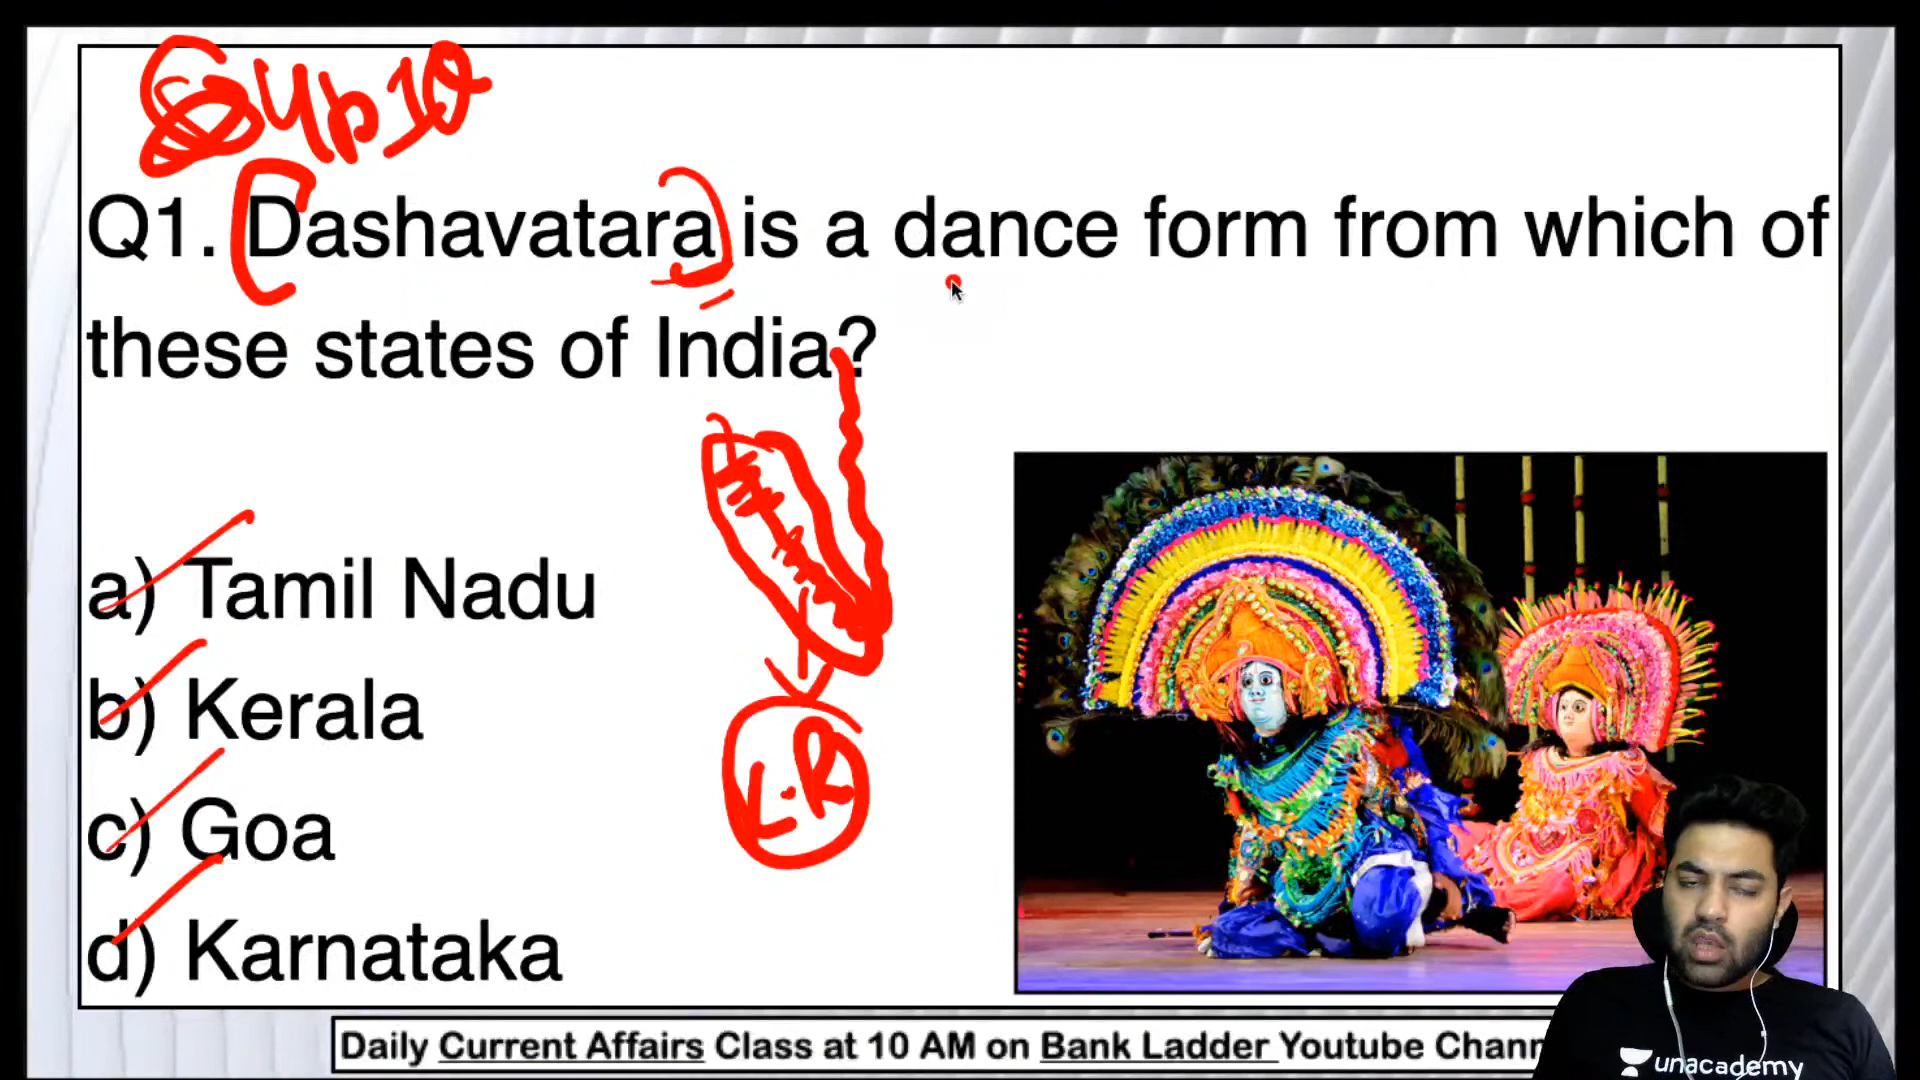 Q1. Dashavatara is a dance form from which of
these states of India?
a) Tamil Nadu
b) Kerala
c) Goa
d) Karnataka
L.R
Daily Current Affairs Class at 10 AM on Bank Ladder Youtube Chann
unacademy